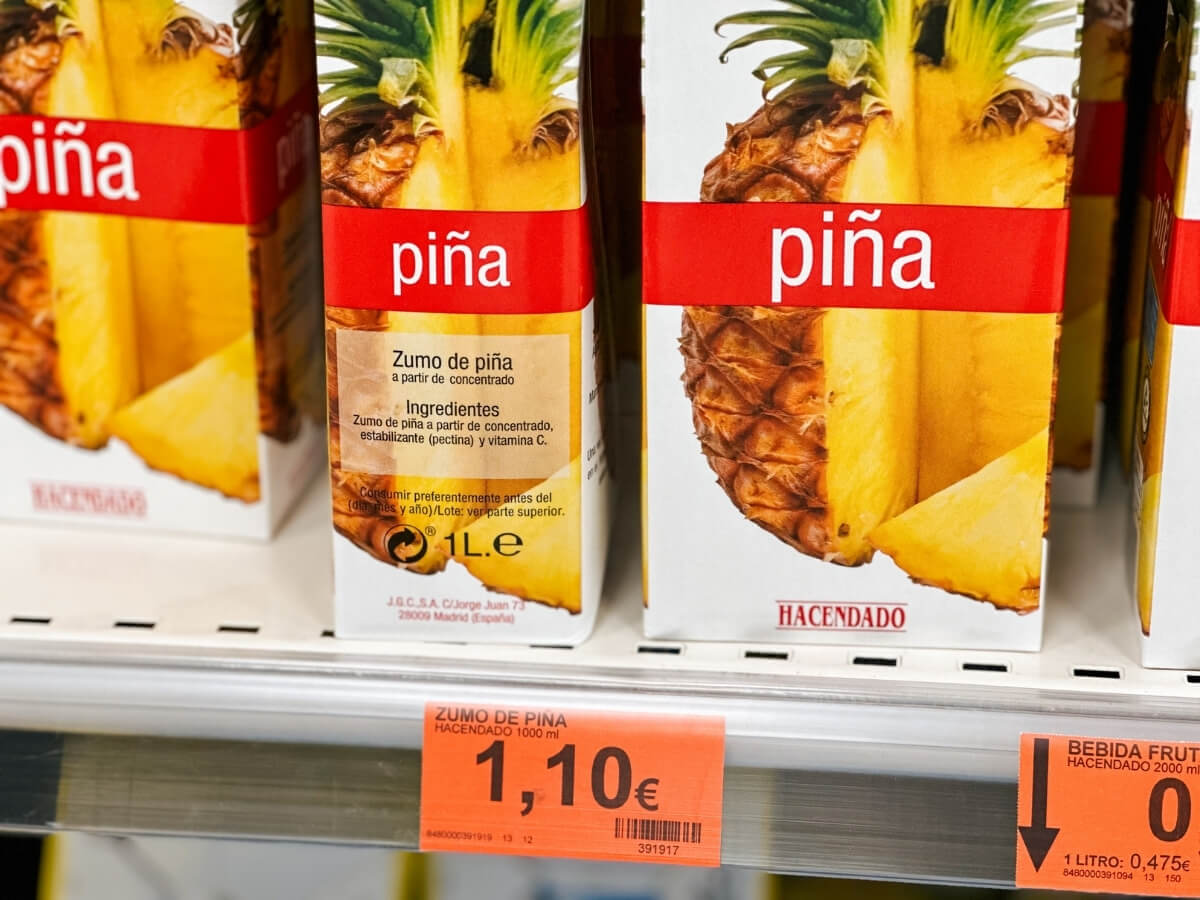 piña
piña
piña
piña
Zumo de piña
a partir de concentrado
Ingredientes
Zumo de piña a partir de concentrado,
estabilizante (pectina) y vitamina C.
Consumir preferentemente antes del
(día, mes y año)/Lote: ver parte superior.
® 1L.e
J.G.C.,S.A. C/Jorge Juan 73
28009 Madrid (España)
HACENDADO
HACENDADO
ZUMO DE PIÑA
HACENDADO 1000 ml
1,10€
8480000391919 13 12
391917
BEBIDA FRUT
HACENDADO 2000 ml
0
1 LITRO: 0,475€
8480000391094 13 150